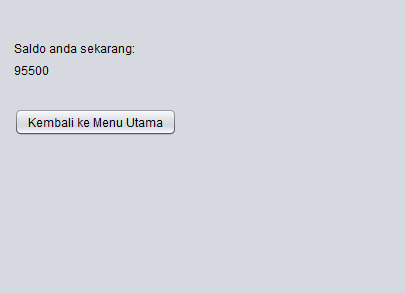 Saldo anda sekarang:
95500
Kembali ke Menu Utama